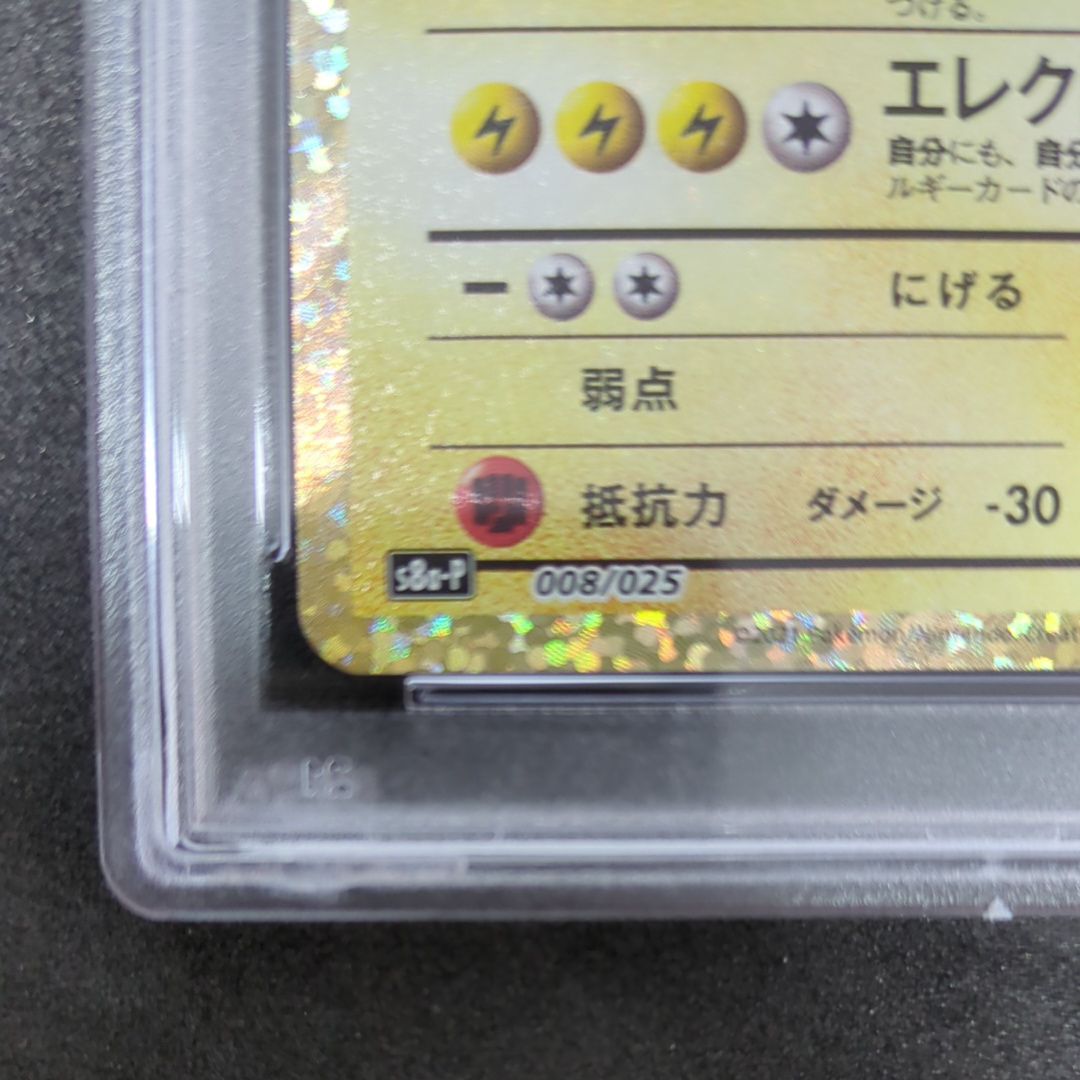 つける。
エレク
自分にも、自分
ルギーカードの
ー にげる
弱点
抵抗力 ダメージ -30
s8a-P 008/025